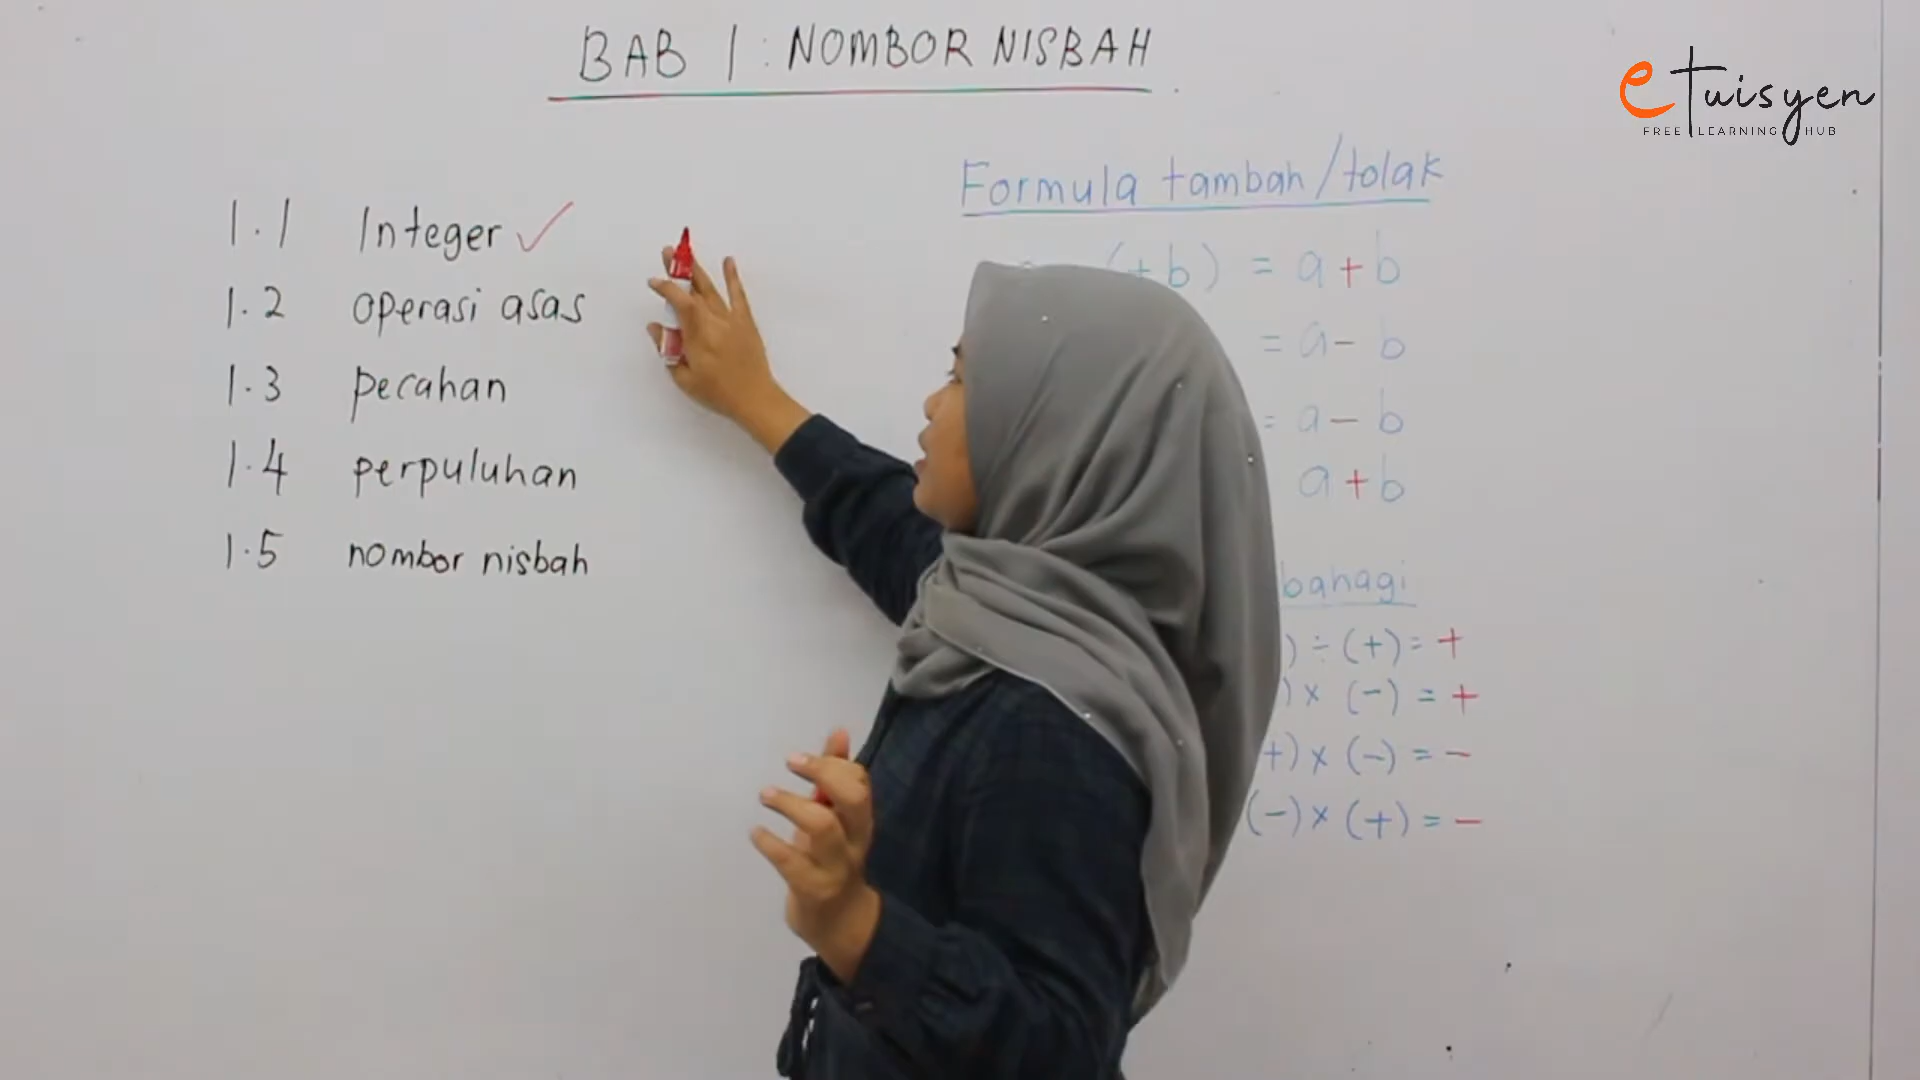 BAB 1 : NOMBOR NISBAH
eTuisyen
FREE LEARNING HUB
1.1 Integer ✓
1.2 operasi asas
1.3 pecahan
1.4 perpuluhan
1.5 nombor nisbah
Formula tambah/tolak
(+b) = a+b
= a- b
= a- b
a+b
bahagi
) ÷ (+) = +
) × (-) = +
+) × (-) = -
(-) × (+) = -